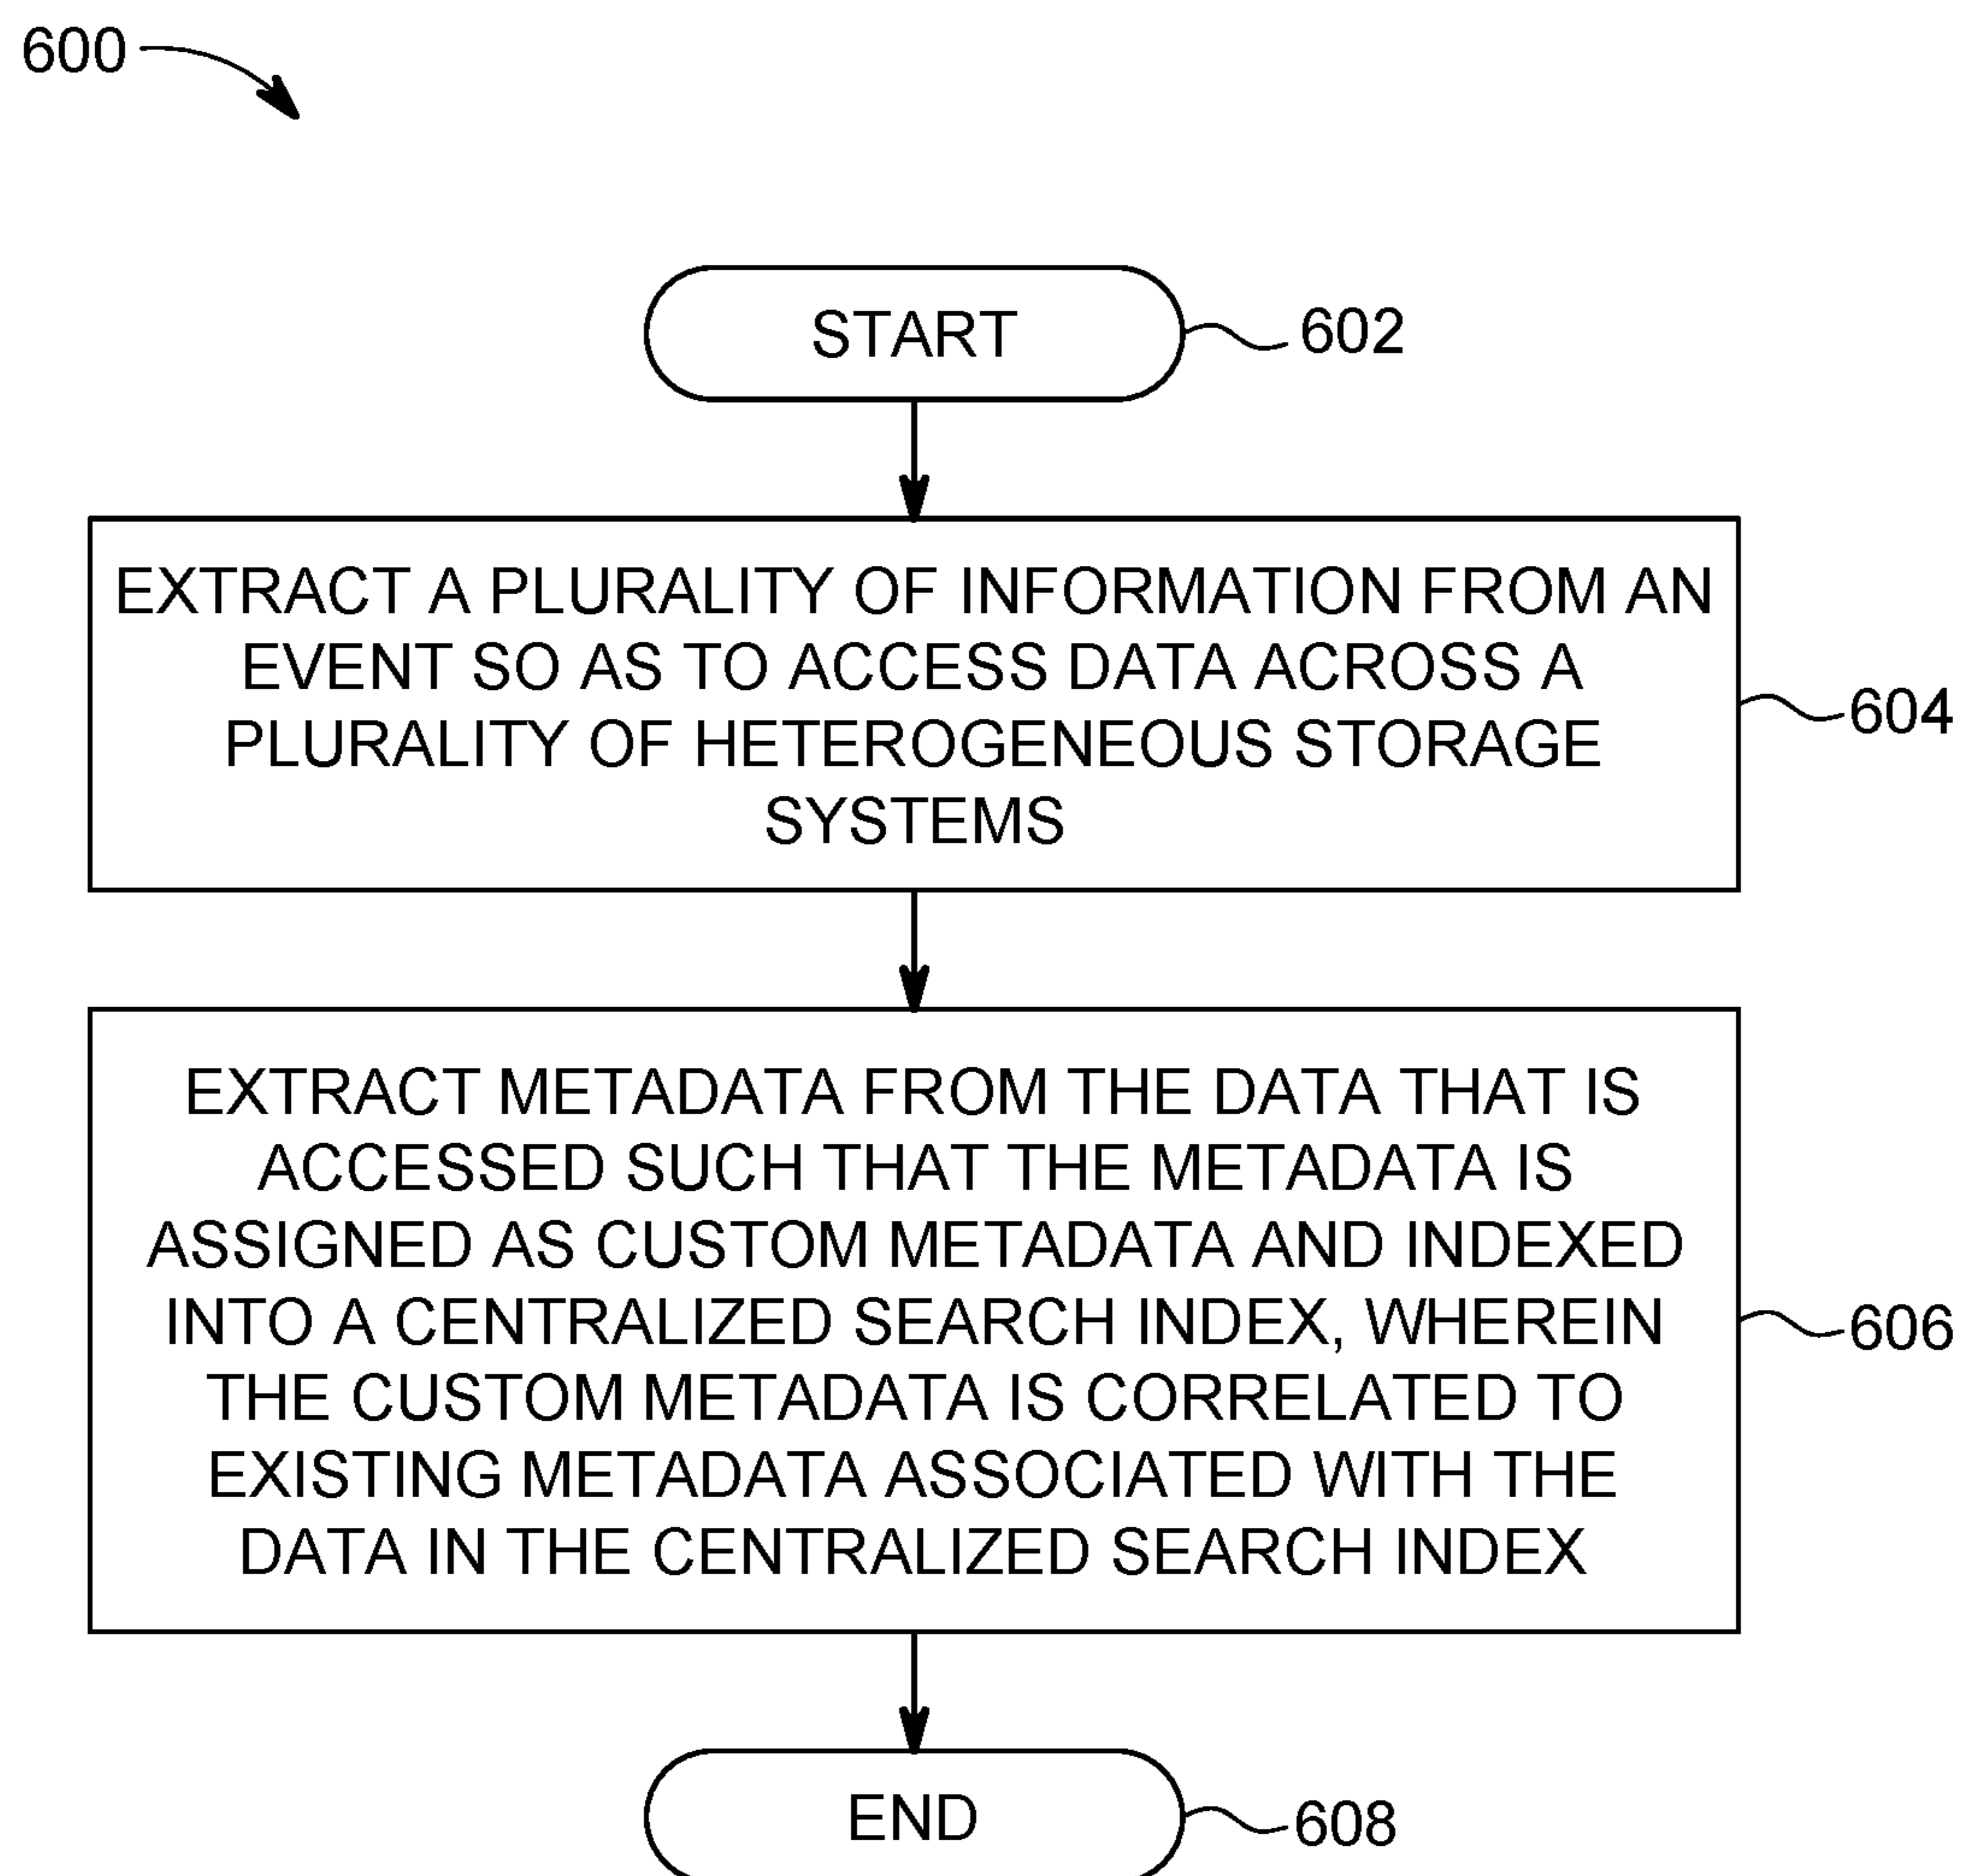 600
START
602
EXTRACT A PLURALITY OF INFORMATION FROM AN
EVENT SO AS TO ACCESS DATA ACROSS A
PLURALITY OF HETEROGENEOUS STORAGE
SYSTEMS
604
EXTRACT METADATA FROM THE DATA THAT IS
ACCESSED SUCH THAT THE METADATA IS
ASSIGNED AS CUSTOM METADATA AND INDEXED
INTO A CENTRALIZED SEARCH INDEX, WHEREIN
THE CUSTOM METADATA IS CORRELATED TO
EXISTING METADATA ASSOCIATED WITH THE
DATA IN THE CENTRALIZED SEARCH INDEX
606
END
608